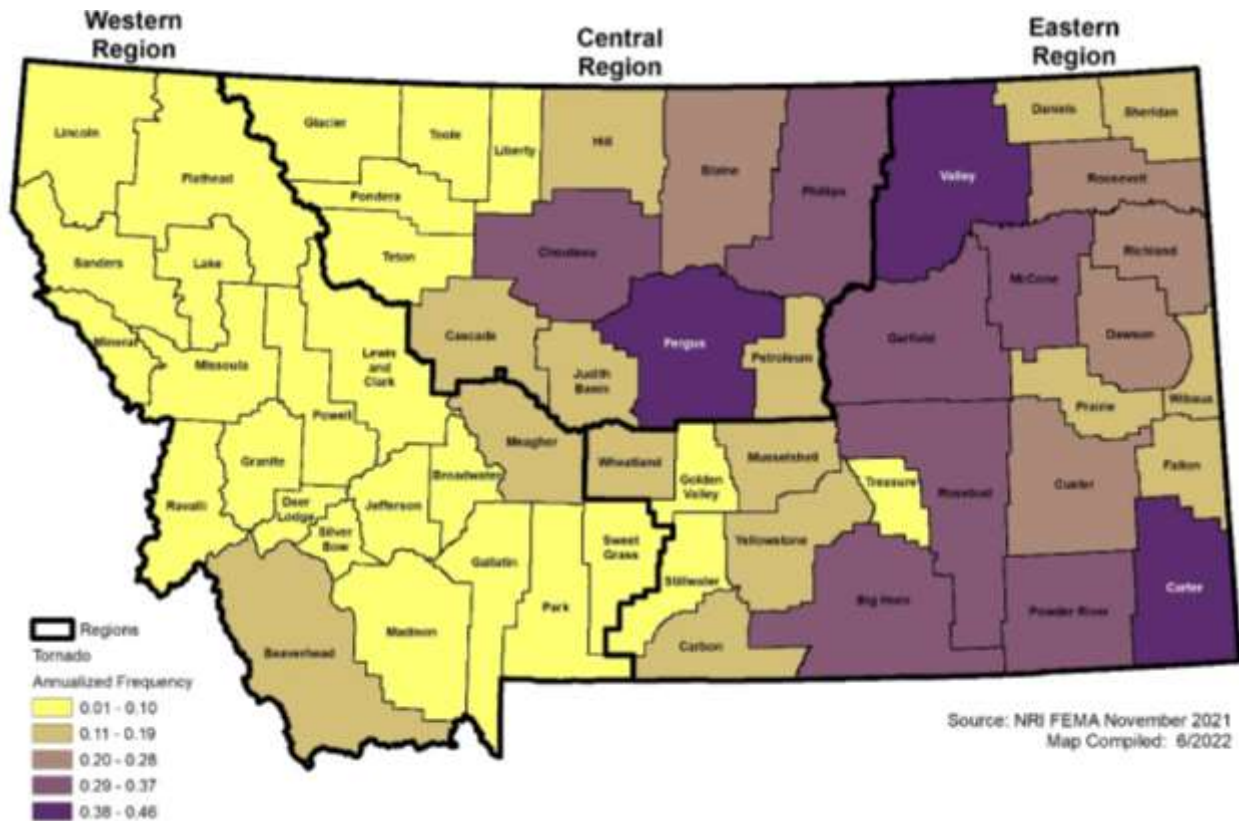 Western
Region
Central
Region
Eastern
Region
Lincoln
Flathead
Glacier
Toole
Liberty
Hill
Blaine
Phillips
Valley
Daniels
Sheridan
Roosevelt
Pondera
Teton
Chouteau
Sanders
Lake
Richland
McCone
Garfield
Dawson
Mineral
Missoula
Lewis
and
Clark
Cascade
Judith
Basin
Fergus
Petroleum
Prairie
Wibaux
Powell
Meagher
Wheatland
Golden
Valley
Musselshell
Treasure
Rosebud
Custer
Fallon
Ravalli
Granite
Deer
Lodge
Silver
Bow
Jefferson
Broadwater
Gallatin
Park
Sweet
Grass
Stillwater
Yellowstone
Big Horn
Powder River
Carter
Carbon
Beaverhead
Madison
Regions
Tornado
Annualized Frequency
0.01 - 0.10
0.11 - 0.19
0.20 - 0.28
0.29 - 0.37
0.38 - 0.46
Source: NRI FEMA November 2021
Map Compiled: 6/2022